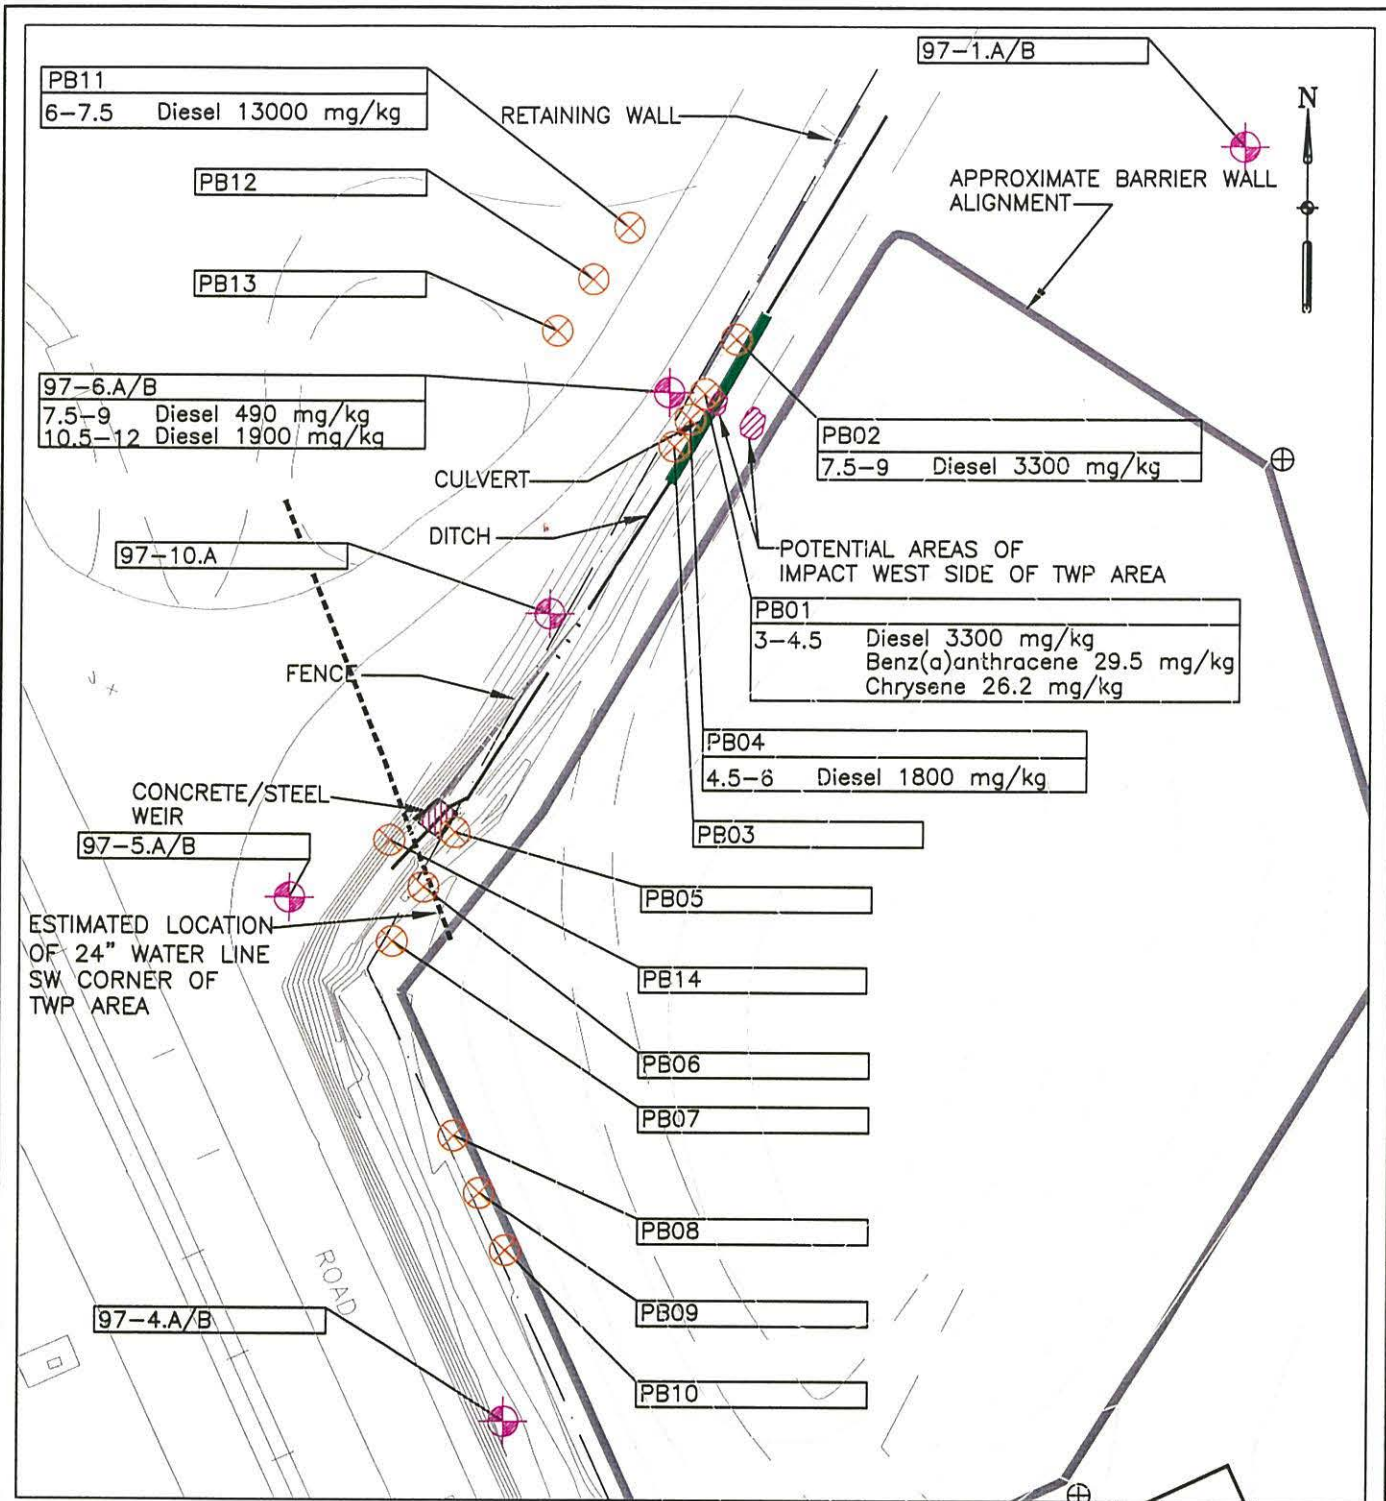 97-1.A/B
PB11
6-7.5 Diesel 13000 mg/kg
RETAINING WALL
N
PB12
APPROXIMATE BARRIER WALL
ALIGNMENT
PB13
97-6.A/B
7.5-9 Diesel 490 mg/kg
10.5-12 Diesel 1900 mg/kg
PB02
7.5-9 Diesel 3300 mg/kg
CULVERT
DITCH
97-10.A
POTENTIAL AREAS OF
IMPACT WEST SIDE OF TWP AREA
PB01
3-4.5 Diesel 3300 mg/kg
Benz(a)anthracene 29.5 mg/kg
Chrysene 26.2 mg/kg
FENCE
PB04
4.5-6 Diesel 1800 mg/kg
CONCRETE/STEEL
WEIR
PB03
97-5.A/B
PB05
ESTIMATED LOCATION
OF 24" WATER LINE
SW CORNER OF
TWP AREA
PB14
PB06
PB07
PB08
ROAD
PB09
97-4.A/B
PB10